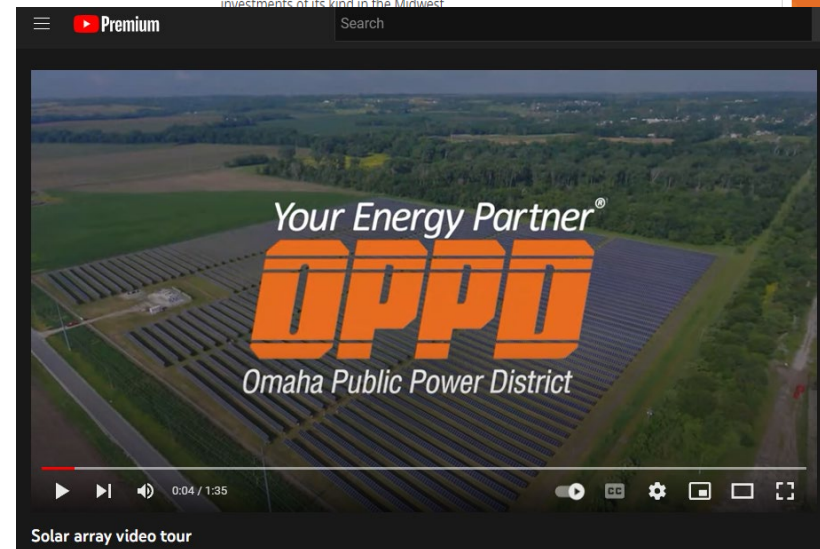 investments of its kind in the Midwest
Premium
Search
Your Energy Partner®
OPPD
Omaha Public Power District
0:04 / 1:35
CC
Solar array video tour